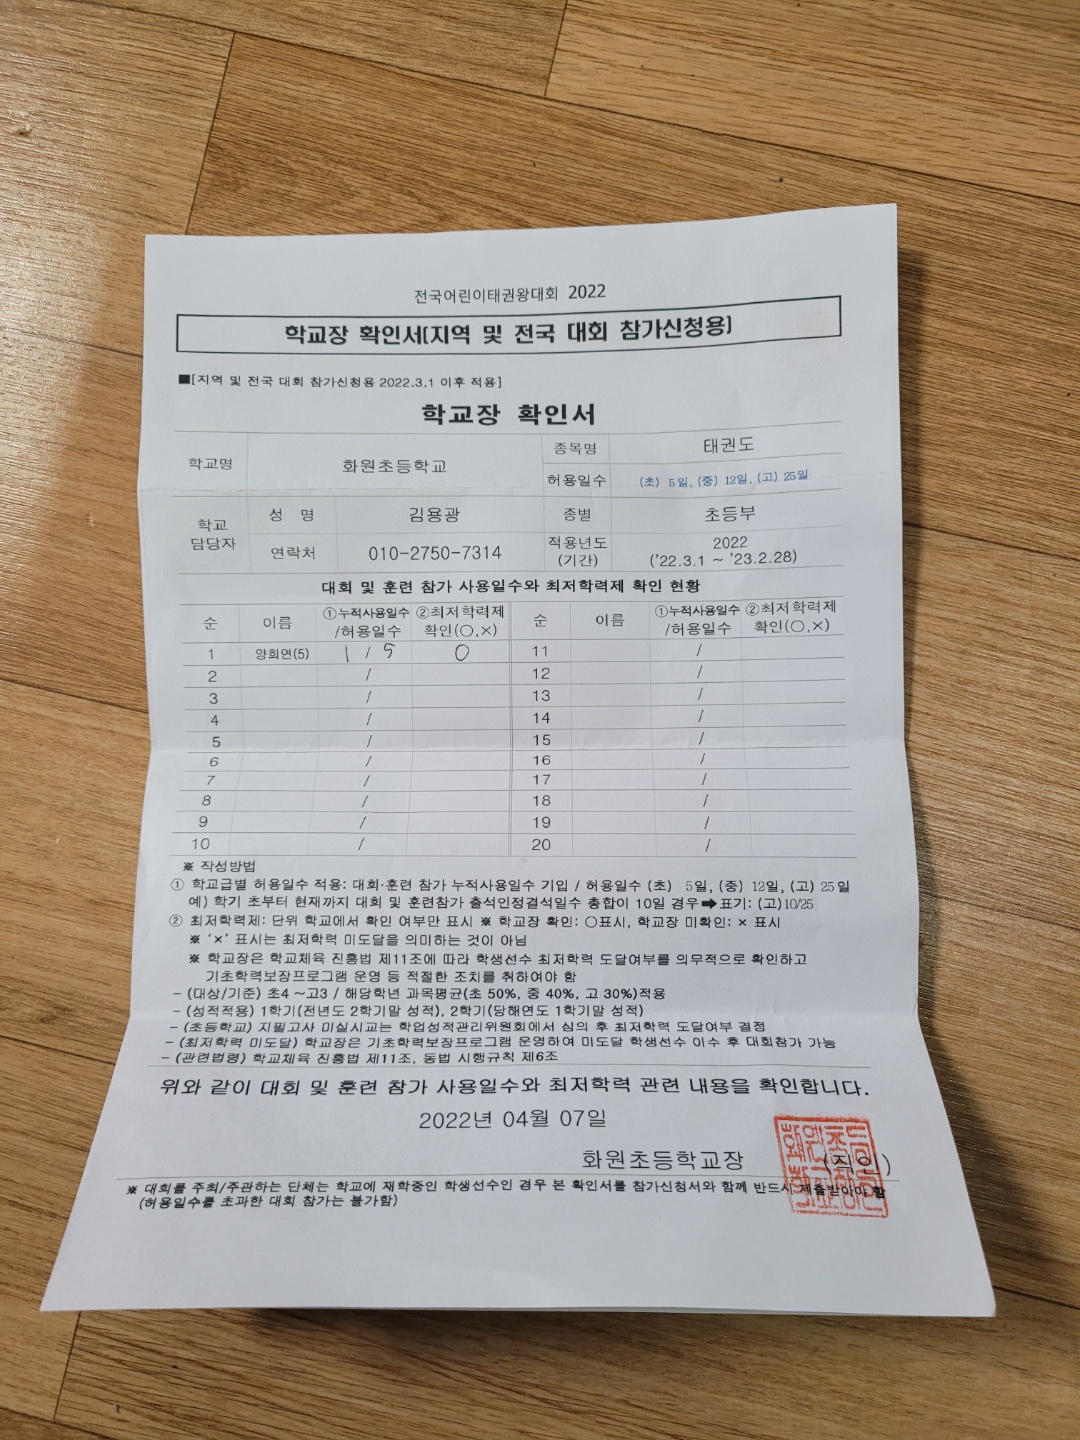 전국어린이태권왕대회 2022
학교장 확인서(지역 및 전국 대회 참가신청용)
■[지역 및 전국 대회 참가신청용 2022.3.1 이후 적용]
학교장 확인서
학교명 화원초등학교 종목명 태권도
허용일수 (초) 5일, (중) 12일, (고) 25일
학교 담당자 성 명 김용광 종별 초등부
연락처 010-2750-7314 적용년도 (기간) 2022 ('22.3.1 ~ '23.2.28)
대회 및 훈련 참가 사용일수와 최저학력제 확인 현황
순 이름 ①누적사용일수 /허용일수 ②최저학력제 확인(○,×) 순 이름 ①누적사용일수 /허용일수 ②최저학력제 확인(○,×)
1 양희연(5) 1 / 5 O 11 /
2 / 12 /
3 / 13 /
4 / 14 /
5 / 15 /
6 / 16 /
7 / 17 /
8 / 18 /
9 / 19 /
10 / 20 /
※ 작성방법
① 학교급별 허용일수 적용: 대회·훈련 참가 누적사용일수 기입 / 허용일수 (초) 5일, (중) 12일, (고) 25일
예) 학기 초부터 현재까지 대회 및 훈련참가 출석인정결석일수 총합이 10일 경우➡표기: (고)10/25
② 최저학력제: 단위 학교에서 확인 여부만 표시 ※ 학교장 확인: ○표시, 학교장 미확인: × 표시
※ '×' 표시는 최저학력 미도달을 의미하는 것이 아님
※ 학교장은 학교체육 진흥법 제11조에 따라 학생선수 최저학력 도달여부를 의무적으로 확인하고
기초학력보장프로그램 운영 등 적절한 조치를 취하여야 함
- (대상/기준) 초4 ~고3 / 해당학년 과목평균(초 50%, 중 40%, 고 30%)적용
- (성적적용) 1학기(전년도 2학기말 성적), 2학기(당해연도 1학기말 성적)
- (초등학교) 지필고사 미실시교는 학업성적관리위원회에서 심의 후 최저학력 도달여부 결정
- (최저학력 미도달) 학교장은 기초학력보장프로그램 운영하여 미도달 학생선수 이수 후 대회참가 가능
- (관련법령) 학교체육 진흥법 제11조, 동법 시행규칙 제6조
위와 같이 대회 및 훈련 참가 사용일수와 최저학력 관련 내용을 확인합니다.
2022년 04월 07일
화원초등학교장 (직인)
※ 대회를 주최/주관하는 단체는 학교에 재학중인 학생선수인 경우 본 확인서를 참가신청서와 함께 반드시 제출받아야 함
(허용일수를 초과한 대회 참가는 불가함)